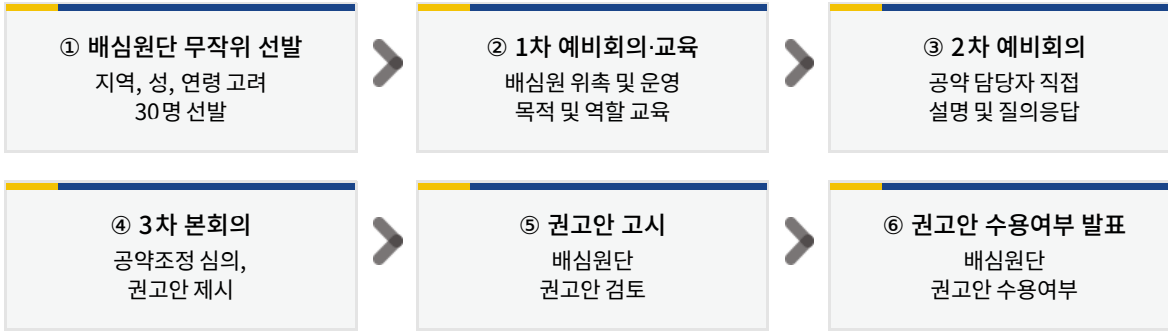 ① 배심원단 무작위 선발
지역, 성, 연령 고려
30명 선발
② 1차 예비회의·교육
배심원 위촉 및 운영
목적 및 역할 교육
③ 2차 예비회의
공약 담당자 직접
설명 및 질의응답
④ 3차 본회의
공약조정 심의,
권고안 제시
⑤ 권고안 고시
배심원단
권고안 검토
⑥ 권고안 수용여부 발표
배심원단
권고안 수용여부